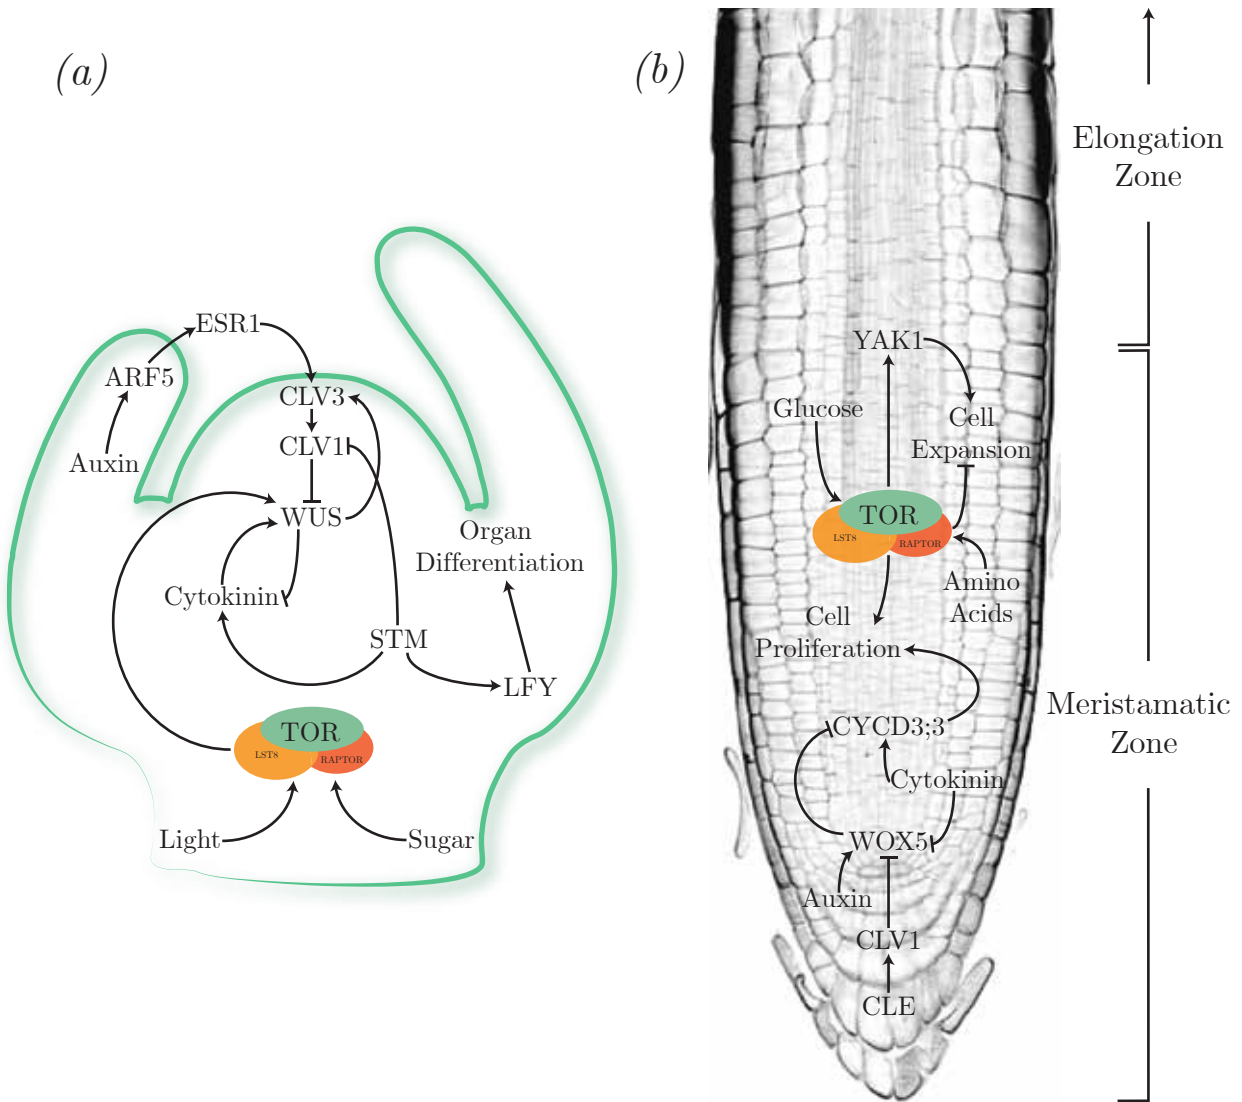 (a)
ESR1
ARF5
CLV3
Auxin
CLV1
WUS
Organ
Differentiation
Cytokinin
STM
LFY
TOR
LST8
RAPTOR
Light
Sugar
(b)
Elongation
Zone
YAK1
Glucose
Cell
Expansion
TOR
LST8
RAPTOR
Amino
Acids
Cell
Proliferation
Meristamatic
Zone
CYCD3;3
Cytokinin
WOX5
Auxin
CLV1
CLE